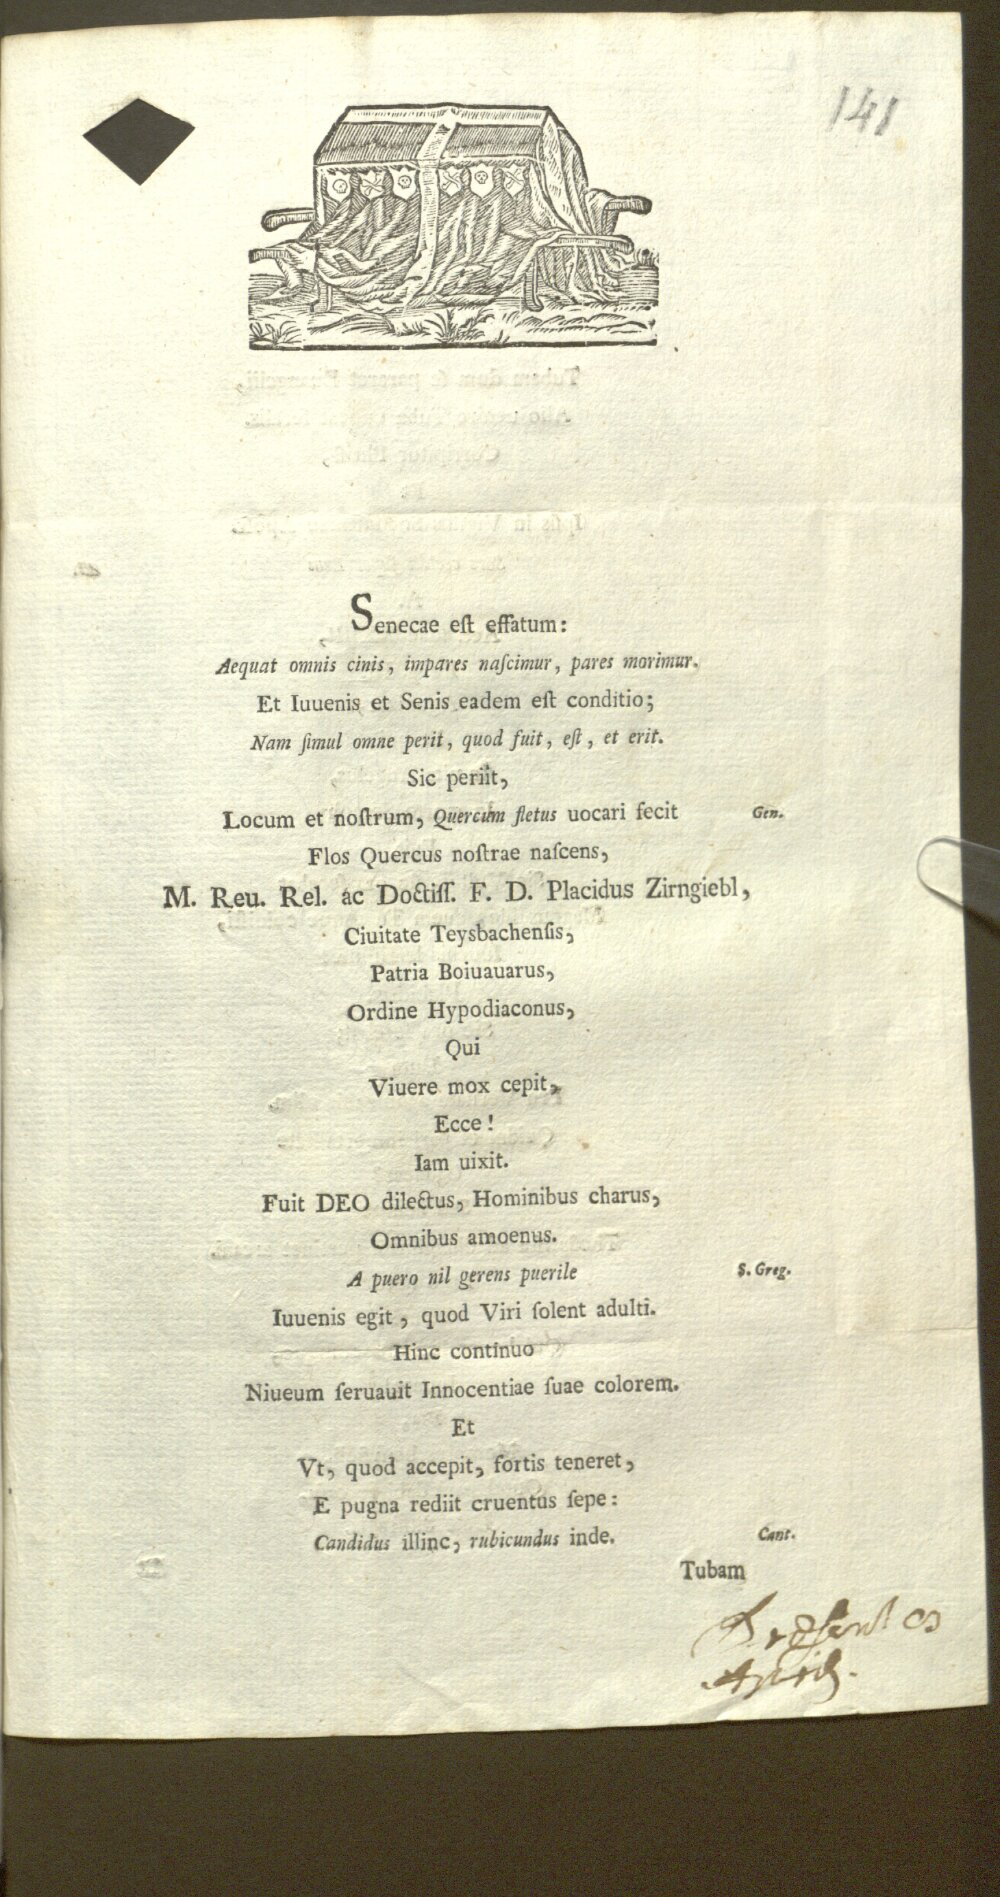 141
Senecae eſt effatum:
Aequat omnis cinis, impares naſcimur, pares morimur.
Et Iuuenis et Senis eadem eſt conditio;
Nam ſimul omne perit, quod fuit, eſt, et erit.
Sic periit,
Locum et noſtrum, Quercum fletus uocari fecit Gen.
Flos Quercus noſtrae naſcens,
M. Reu. Rel. ac Doctiſſ. F. D. Placidus Zirngiebl,
Ciuitate Teysbachenſis,
Patria Boiuauarus,
Ordine Hypodiaconus,
Qui
Viuere mox cepit,
Ecce!
Iam uixit.
Fuit DEO dilectus, Hominibus charus,
Omnibus amoenus.
A puero nil gerens puerile S. Greg.
Iuuenis egit, quod Viri ſolent adulti.
Hinc continuo
Niueum ſeruauit Innocentiae ſuae colorem.
Et
Vt, quod accepit, fortis teneret,
E pugna rediit cruentus ſepe:
Candidus illinc, rubicundus inde. Cant.
Tubam